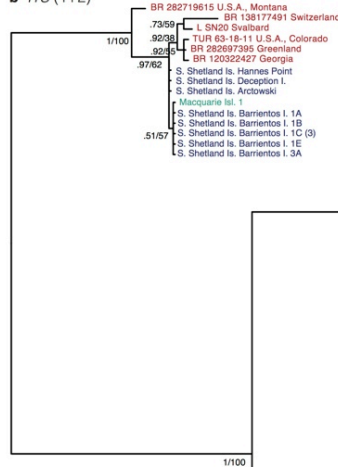 BR 282719615 U.S.A., Montana
BR 138177491 Switzerland
.73/59
L SN20 Svalbard
.92/38
TUR 63-18-11 U.S.A., Colorado
1/100
BR 282697395 Greenland
.92/55
BR 120322427 Georgia
.97/62
S. Shetland Is. Hannes Point
S. Shetland Is. Deception I.
S. Shetland Is. Arctowski
Macquarie Isl. 1
S. Shetland Is. Barrientos I. 1A
S. Shetland Is. Barrientos I. 1B
.51/57
S. Shetland Is. Barrientos I. 1C (3)
S. Shetland Is. Barrientos I. 1E
S. Shetland Is. Barrientos I. 3A
1/100